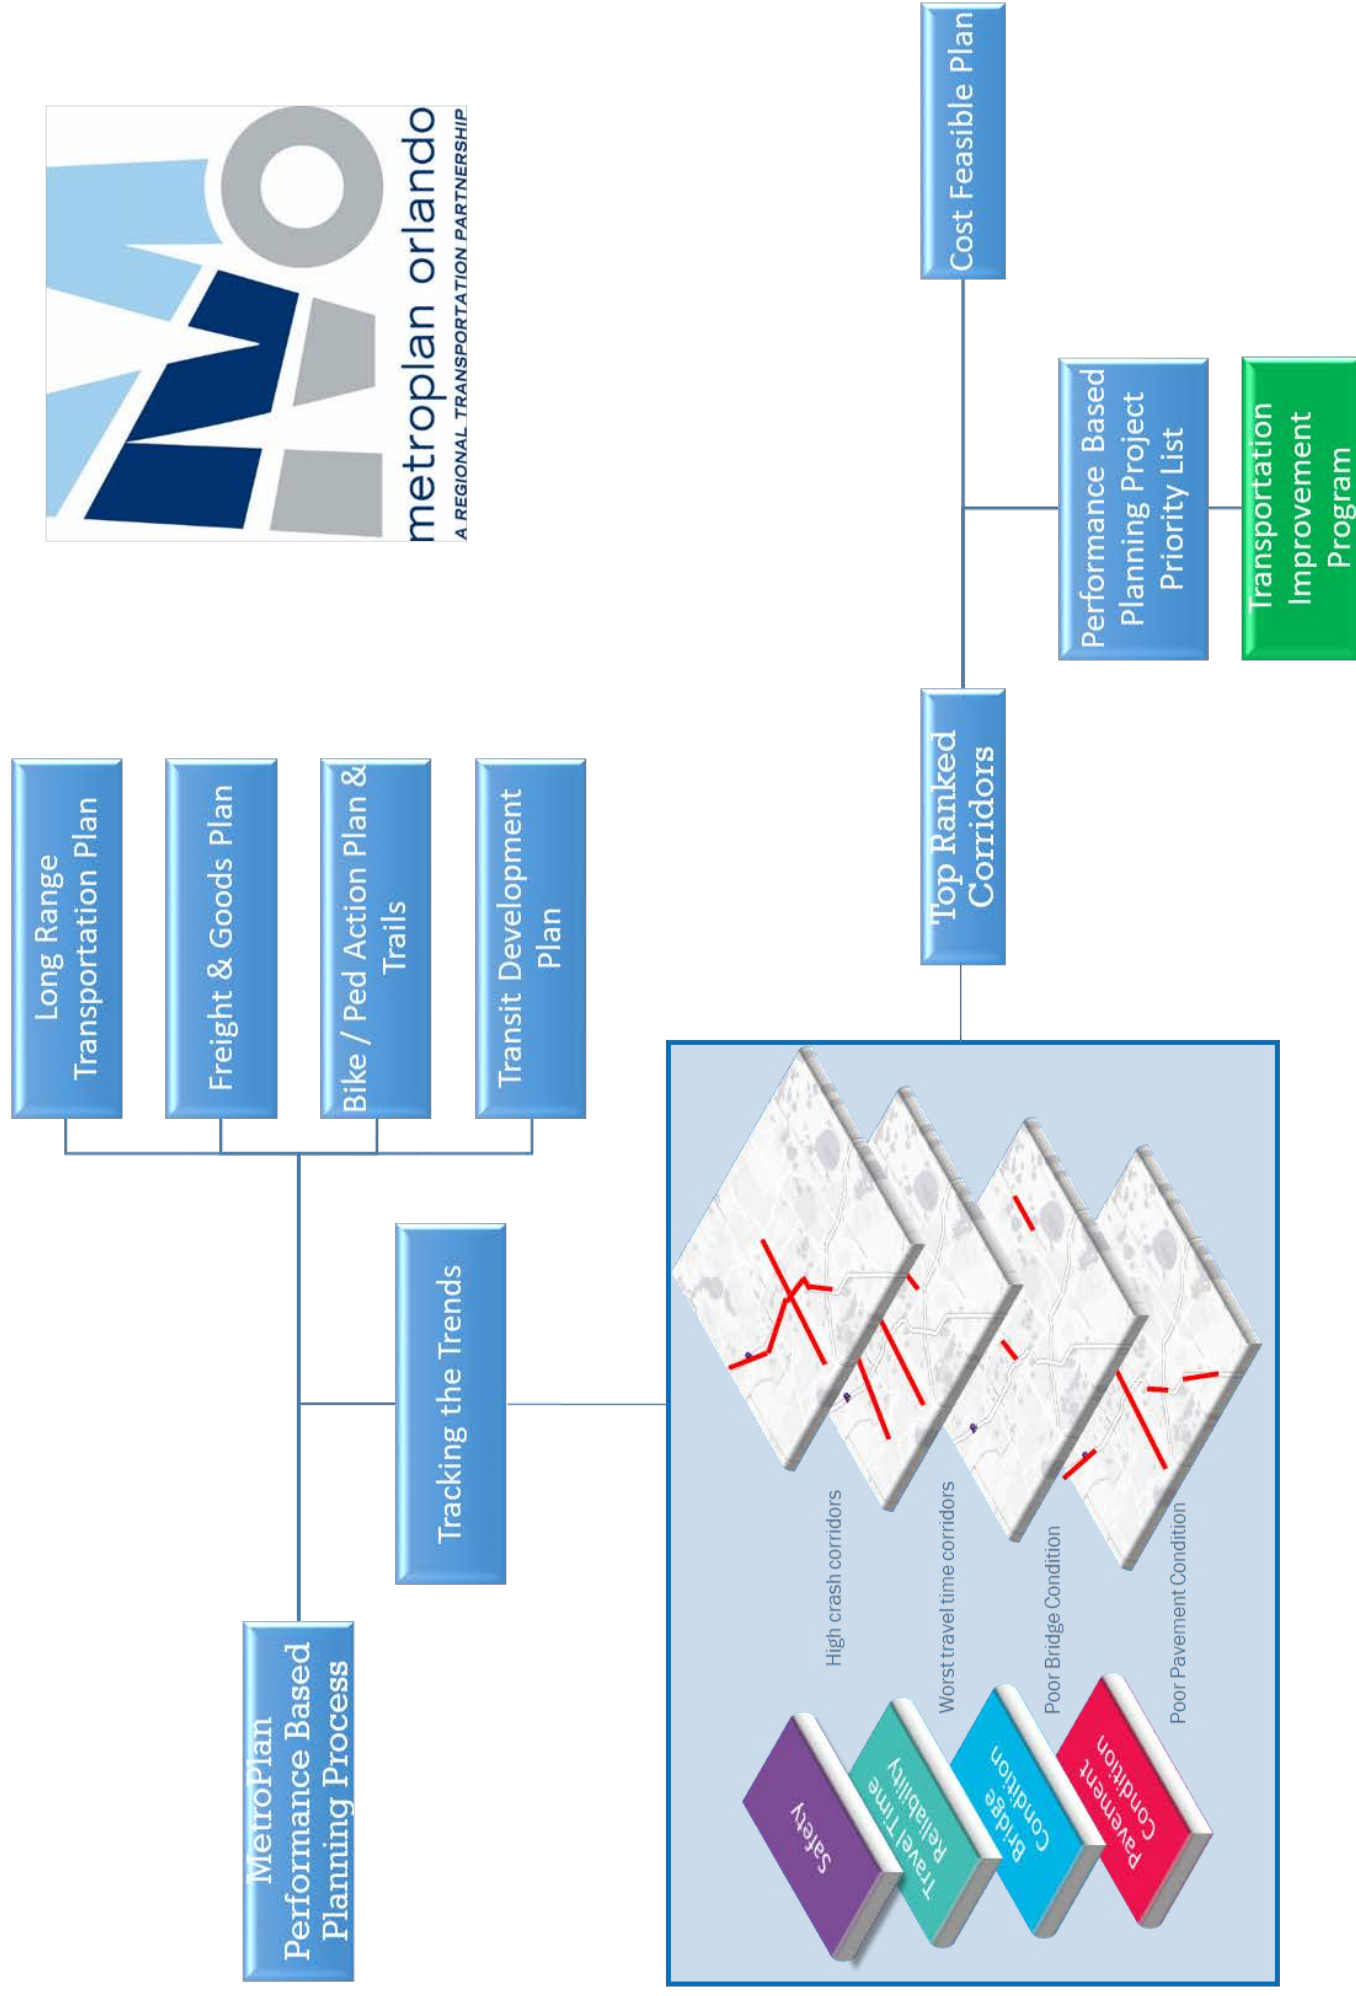 MetroPlan
Performance Based
Planning Process
Long Range
Transportation Plan
Freight & Goods Plan
Bike / Ped Action Plan &
Trails
Transit Development
Plan
metroplan orlando
A REGIONAL TRANSPORTATION PARTNERSHIP
Tracking the Trends
Safety
Travel Time
Reliability
Bridge
Condition
Pavement
Condition
High crash corridors
Worst travel time corridors
Poor Bridge Condition
Poor Pavement Condition
Top Ranked
Corridors
Cost Feasible Plan
Performance Based
Planning Project
Priority List
Transportation
Improvement
Program